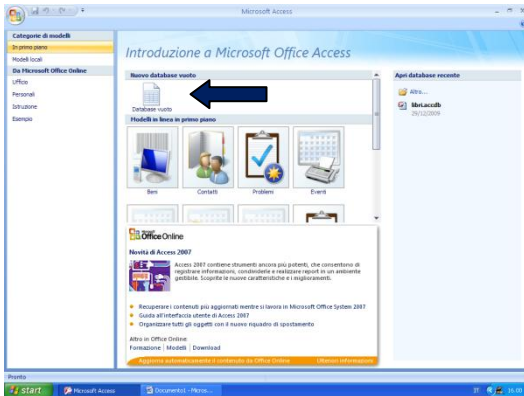 Microsoft Access
Categorie di modelli
In primo piano
Modelli locali
Da Microsoft Office Online
Ufficio
Personali
Istruzione
Esempio
Introduzione a Microsoft Office Access
Nuovo database vuoto
Database vuoto
Modelli in linea in primo piano
Beni
Contatti
Problemi
Eventi
Office Online
Novità di Access 2007
Access 2007 contiene strumenti ancora più potenti, che consentono di
registrare informazioni, condividerle e realizzare report in un ambiente
gestibile. Scoprite le nuove caratteristiche e i miglioramenti.
Recuperare i contenuti più aggiornati mentre si lavora in Microsoft Office System 2007
Guida all'interfaccia utente di Access 2007
Organizzare tutti gli oggetti con il nuovo riquadro di spostamento
Altro in Office Online
Formazione | Modelli | Download
Aggiorna automaticamente il contenuto da Office Online
Ulteriori informazioni
Apri database recente
Altro...
libri.accdb
29/12/2009
Pronto
start
Microsoft Access
Documento1 - Micros...
IT
16.00